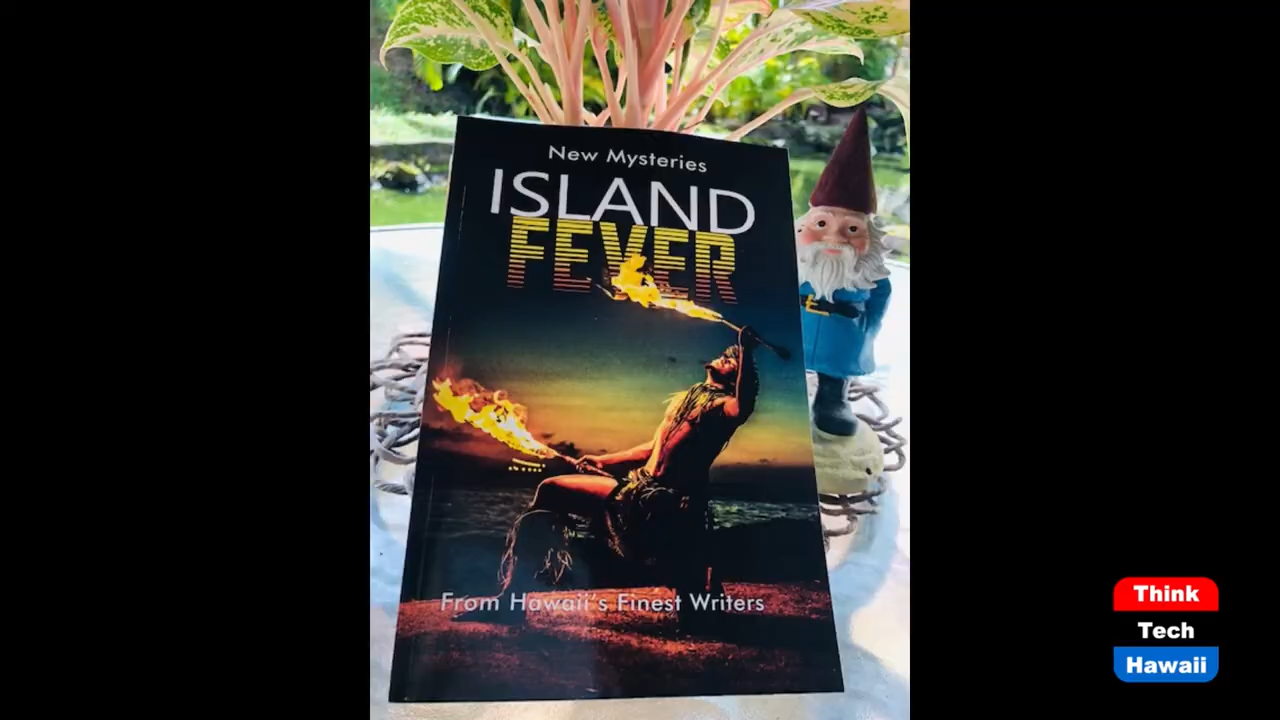 New Mysteries
ISLAND
FEVER
From Hawaii's Finest Writers
Think
Tech
Hawaii